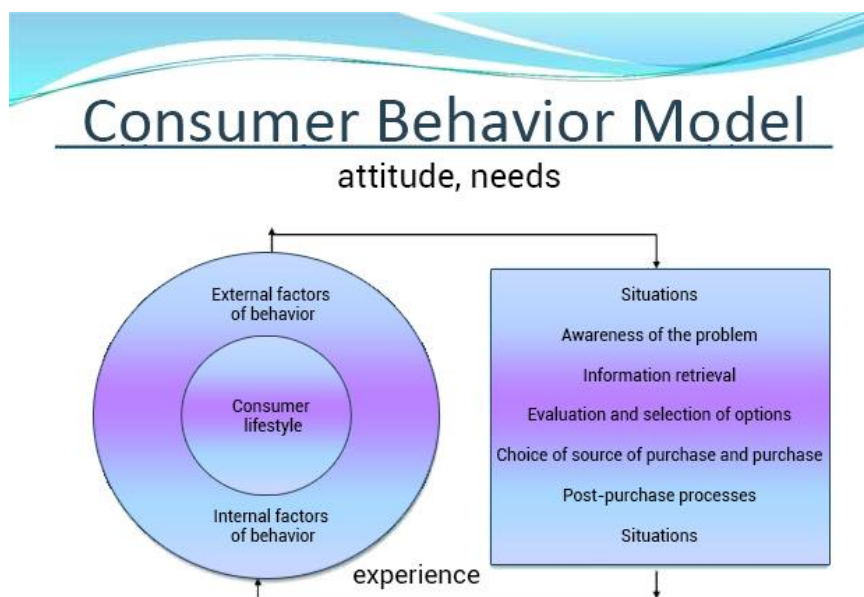 Consumer Behavior Model
attitude, needs
External factors
of behavior
Consumer
lifestyle
Internal factors
of behavior
Situations
Awareness of the problem
Information retrieval
Evaluation and selection of options
Choice of source of purchase and purchase
Post-purchase processes
Situations
experience